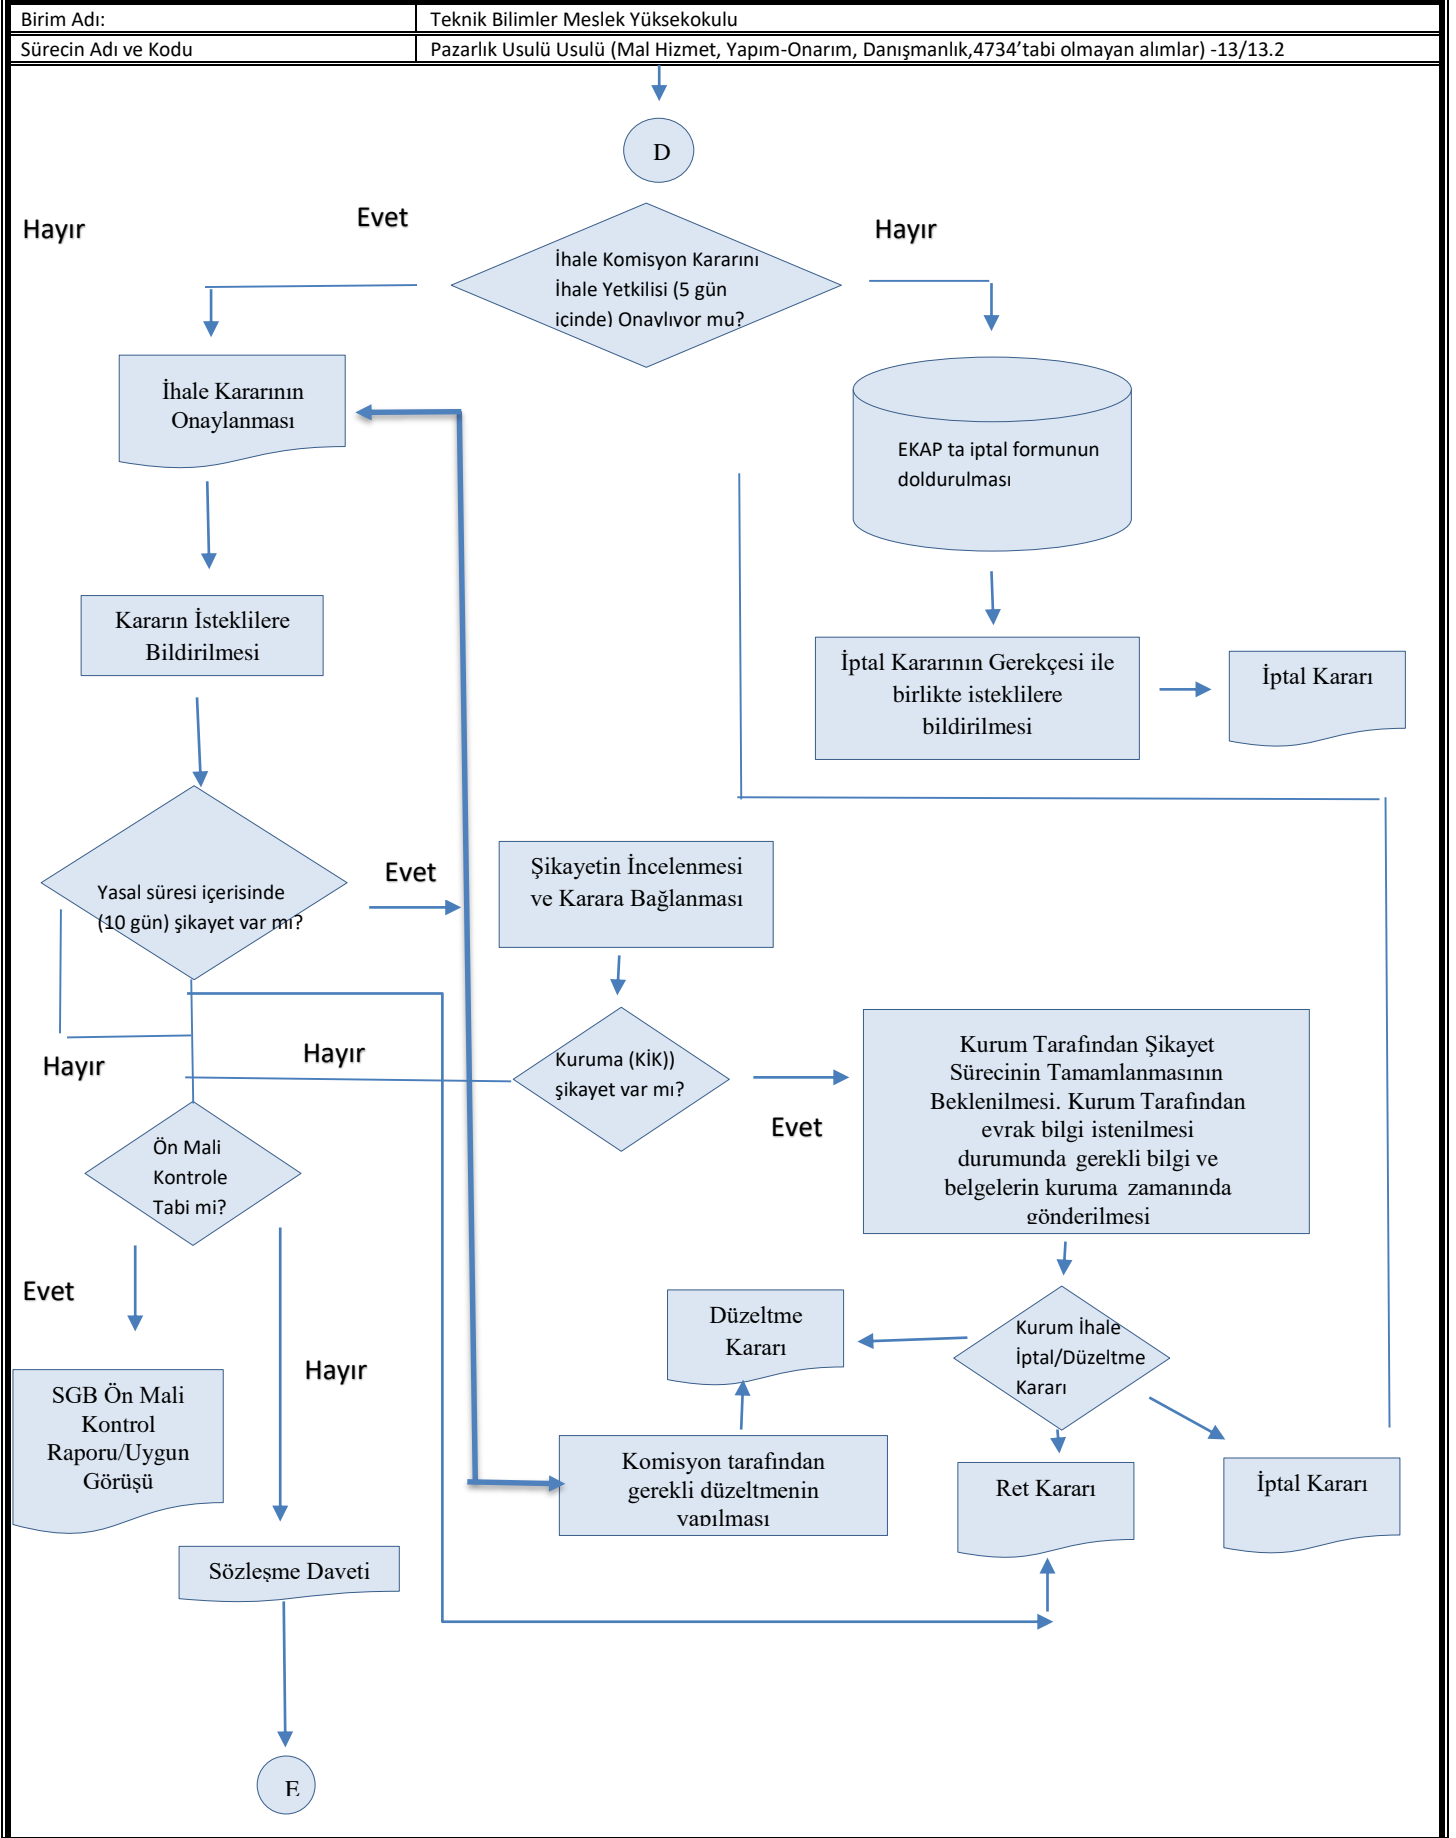 Birim Adı:
Teknik Bilimler Meslek Yüksekokulu
Sürecin Adı ve Kodu
Pazarlık Usulü Usulü (Mal Hizmet, Yapım-Onarım, Danışmanlık,4734’tabi olmayan alımlar) -13/13.2
D
Hayır
Evet
Hayır
İhale Komisyon Kararını
İhale Yetkilisi (5 gün
içinde) Onaylıyor mu?
İhale Kararının
Onaylanması
EKAP ta iptal formunun
doldurulması
Kararın İsteklilere
Bildirilmesi
İptal Kararının Gerekçesi ile
birlikte isteklilere
bildirilmesi
İptal Kararı
Yasal süresi içerisinde
(10 gün) şikayet var mı?
Evet
Şikayetin İncelenmesi
ve Karara Bağlanması
Hayır
Hayır
Kuruma (KİK))
şikayet var mı?
Evet
Kurum Tarafından Şikayet
Sürecinin Tamamlanmasının
Beklenilmesi. Kurum Tarafından
evrak bilgi istenilmesi
durumunda gerekli bilgi ve
belgelerin kuruma zamanında
gönderilmesi
Ön Mali
Kontrole
Tabi mi?
Evet
Hayır
Düzeltme
Kararı
Kurum İhale
İptal/Düzeltme
Kararı
SGB Ön Mali
Kontrol
Raporu/Uygun
Görüşü
Komisyon tarafından
gerekli düzeltmenin
yapılması
Ret Kararı
İptal Kararı
Sözleşme Daveti
E